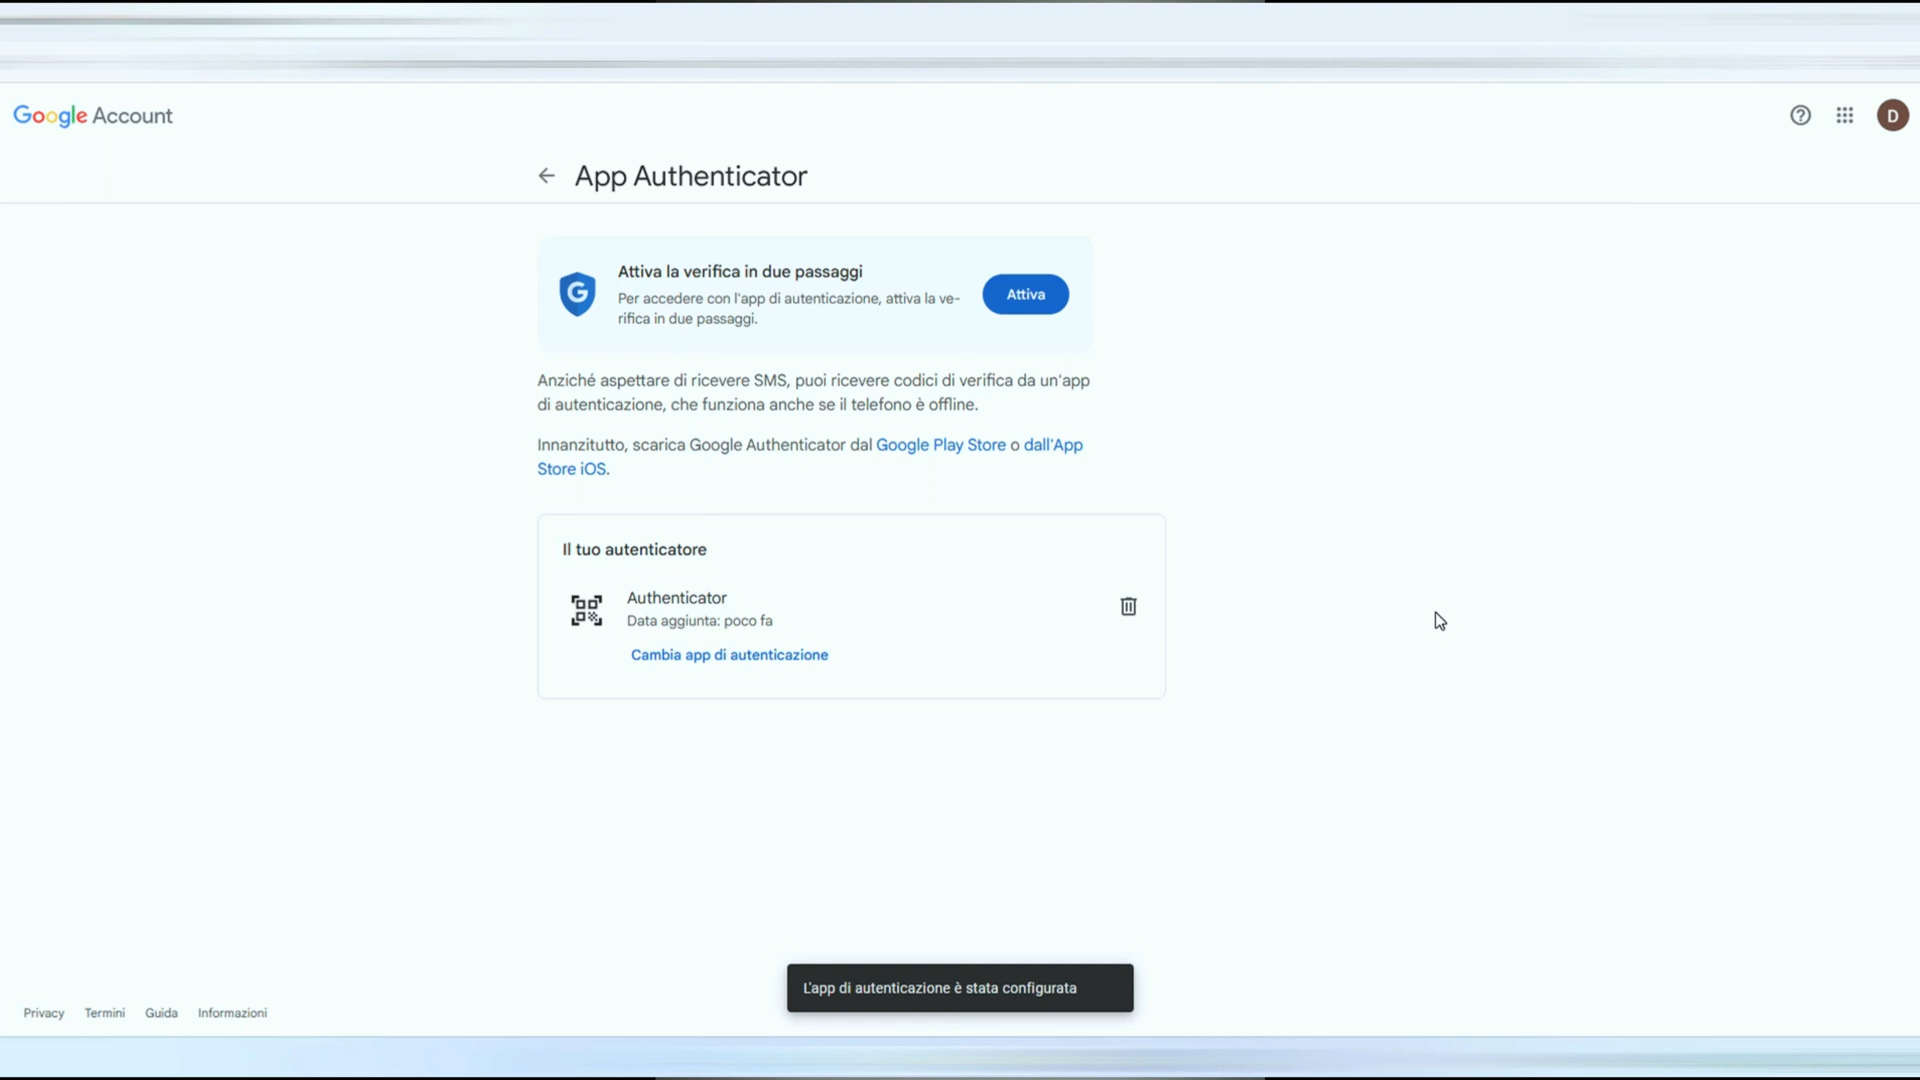 Google Account
D
App Authenticator
Attiva la verifica in due passaggi
Per accedere con l'app di autenticazione, attiva la ve-
rifica in due passaggi.
Attiva
Anziché aspettare di ricevere SMS, puoi ricevere codici di verifica da un'app
di autenticazione, che funziona anche se il telefono è offline.
Innanzitutto, scarica Google Authenticator dal Google Play Store o dall'App
Store iOS.
Il tuo autenticatore
Authenticator
Data aggiunta: poco fa
Cambia app di autenticazione
L'app di autenticazione è stata configurata
Privacy Termini Guida Informazioni